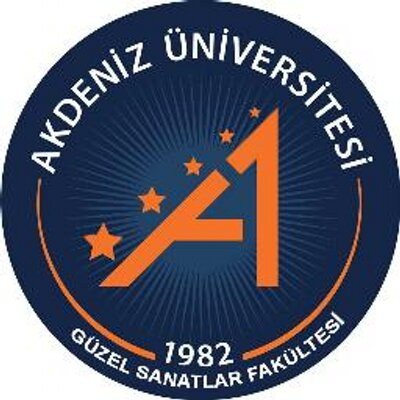 AKDENİZ ÜNİVERSİTESİ
1982
GÜZEL SANATLAR FAKÜLTESİ